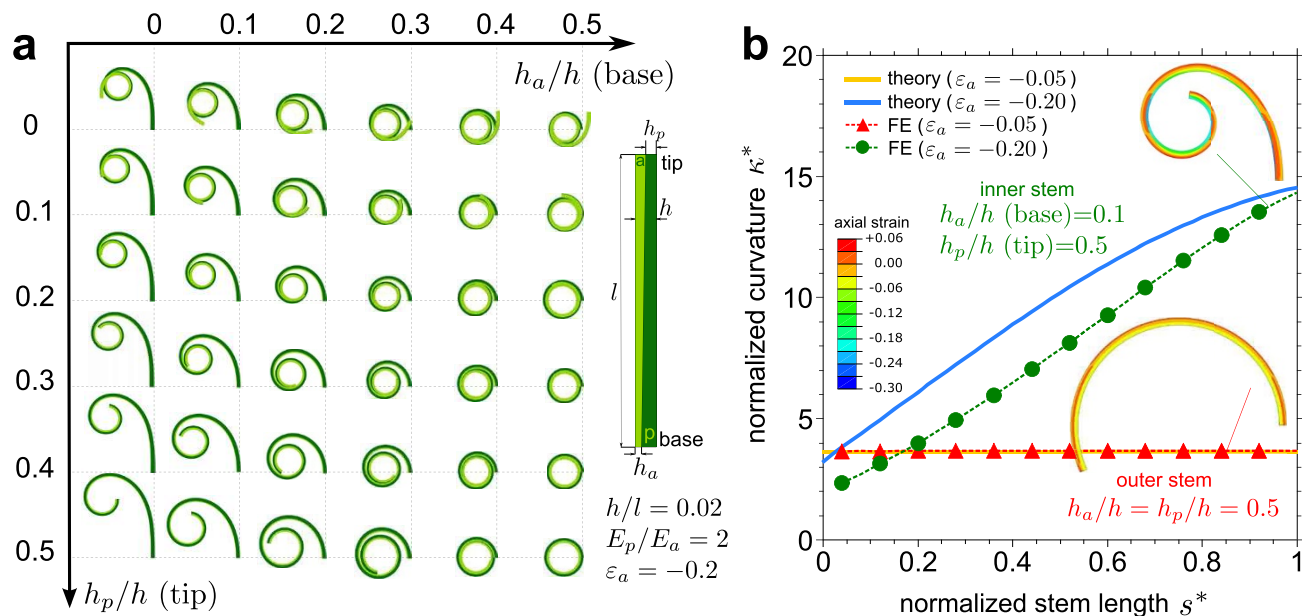 a
0 0.1 0.2 0.3 0.4 0.5
h_a/h (base)
0
0.1
0.2
0.3
0.4
0.5
h_p/h (tip)
h_p
a tip
h
l
p base
h_a
h/l = 0.02
E_p/E_a = 2
ε_a = −0.2
b
20
15
10
5
0
normalized curvature κ*
theory (ε_a = −0.05)
theory (ε_a = −0.20)
FE (ε_a = −0.05)
FE (ε_a = −0.20)
inner stem
h_a/h (base)=0.1
h_p/h (tip)=0.5
axial strain
+0.06
0.00
-0.06
-0.12
-0.18
-0.24
-0.30
outer stem
h_a/h = h_p/h = 0.5
0 0.2 0.4 0.6 0.8 1
normalized stem length s*